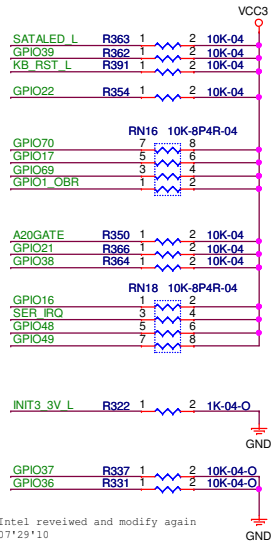 VCC3
SATALED_L R363 1 2 10K-04
GPIO39 R362 1 2 10K-04
KB_RST_L R391 1 2 10K-04
GPIO22 R354 1 2 10K-04
RN16 10K-8P4R-04
GPIO70 7 8
GPIO17 5 6
GPIO69 3 4
GPIO1_OBR 1 2
A20GATE R350 1 2 10K-04
GPIO21 R366 1 2 10K-04
GPIO38 R364 1 2 10K-04
RN18 10K-8P4R-04
GPIO16 1 2
SER_IRQ 3 4
GPIO48 5 6
GPIO49 7 8
INIT3_3V_L R322 1 2 1K-04-O
GND
GPIO37 R337 1 2 10K-04-O
GPIO36 R331 1 2 10K-04-O
Intel reveiwed and modify again
07'29'10
GND